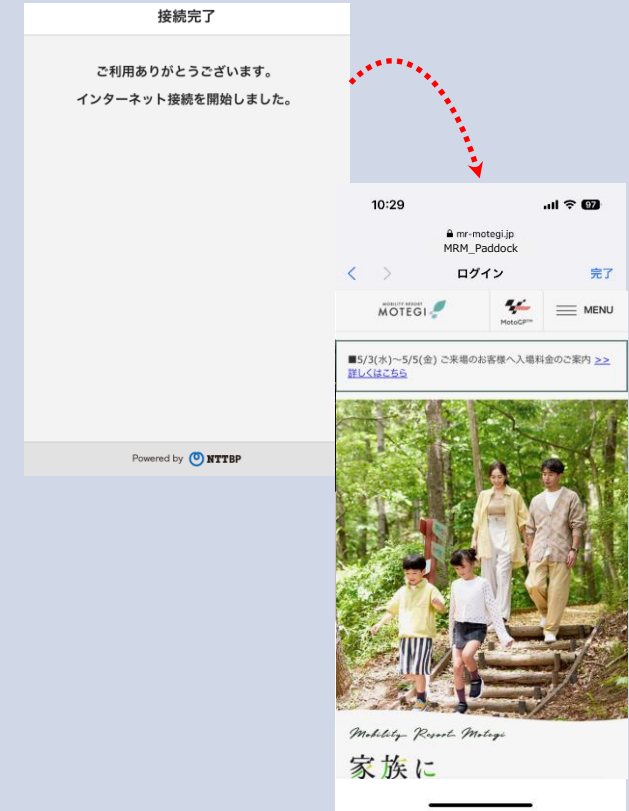 接続完了
ご利用ありがとうございます。
インターネット接続を開始しました。
Powered by NTTBP
10:29
97
mr-motegi.jp
MRM_Paddock
ログイン
完了
MOBILITY RESORT
MOTEGI
MotoGP™
MENU
■5/3(水)～5/5(金) ご来場のお客様へ入場料金のご案内 >>
詳しくはこちら
Mobility Resort Motegi
家族に